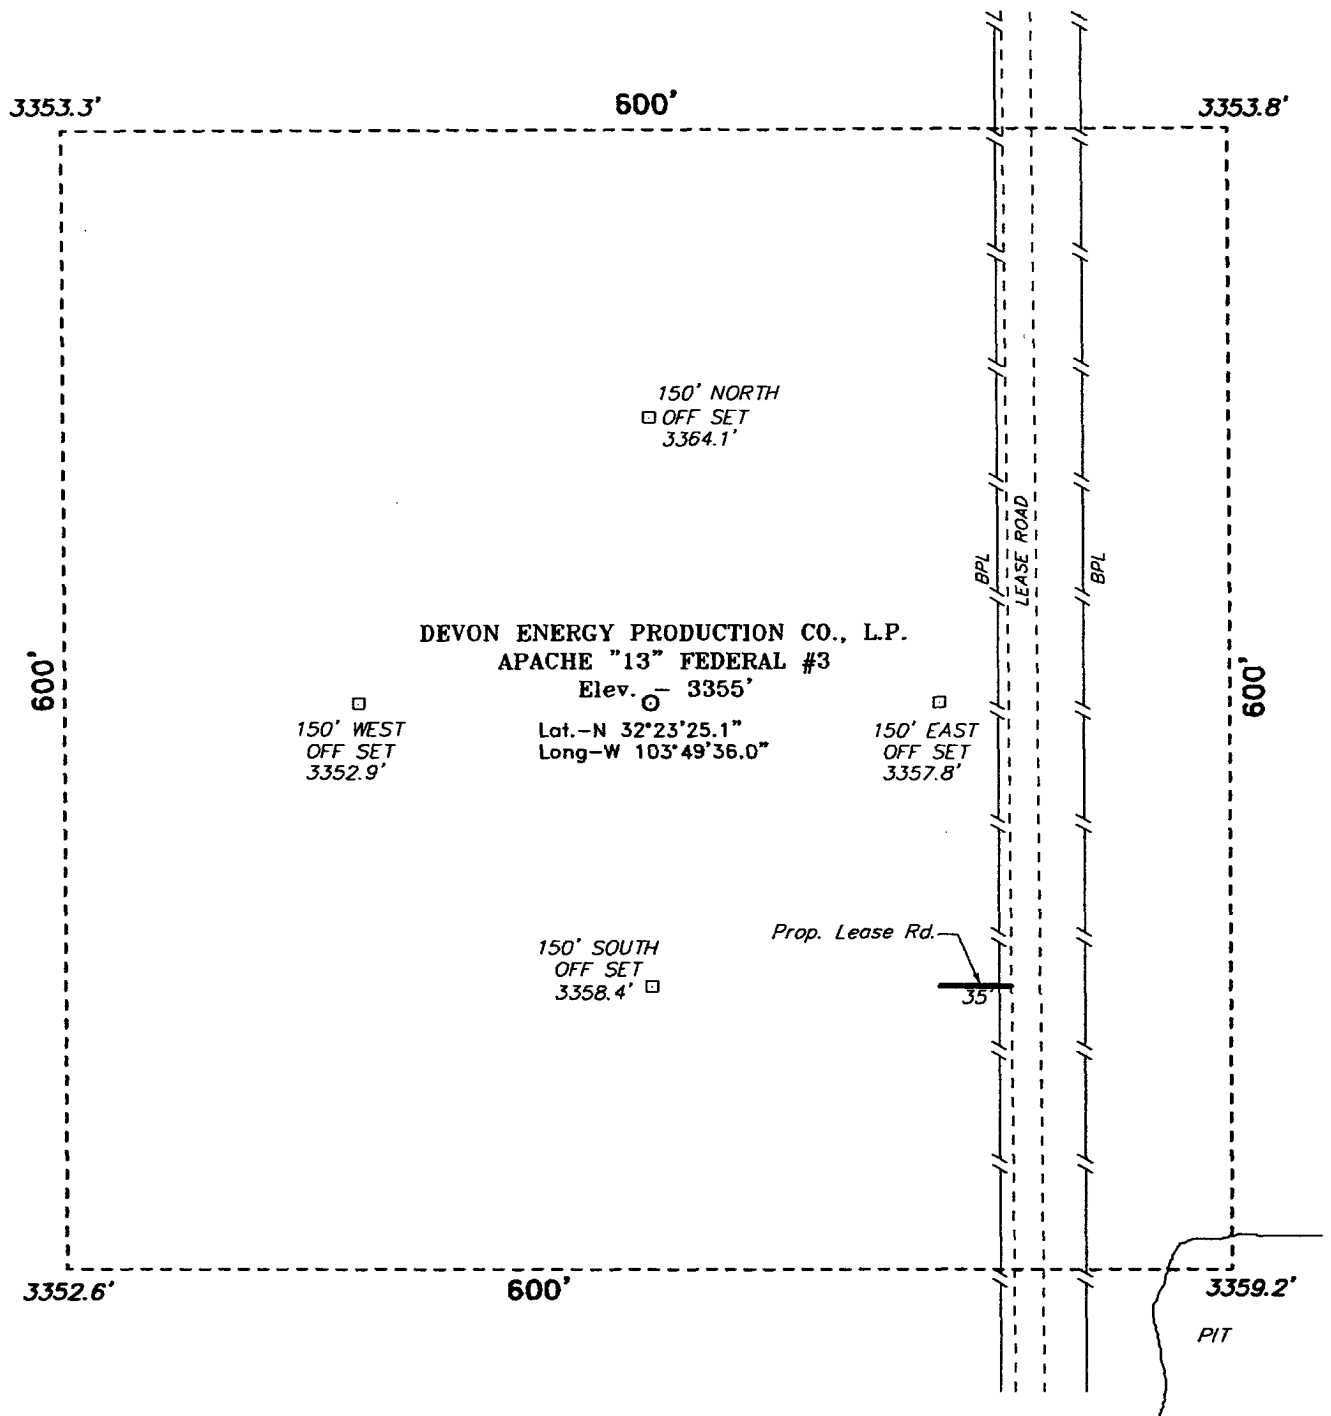 3353.3'
600'
3353.8'
150' NORTH
OFF SET
3364.1'
BPL
LEASE ROAD
BPL
DEVON ENERGY PRODUCTION CO., L.P.
APACHE "13" FEDERAL #3
Elev. - 3355'
Lat.-N 32°23'25.1"
Long-W 103°49'36.0"
600'
150' WEST
OFF SET
3352.9'
150' EAST
OFF SET
3357.8'
600'
150' SOUTH
OFF SET
3358.4'
Prop. Lease Rd.
35'
3352.6'
600'
3359.2'
PIT